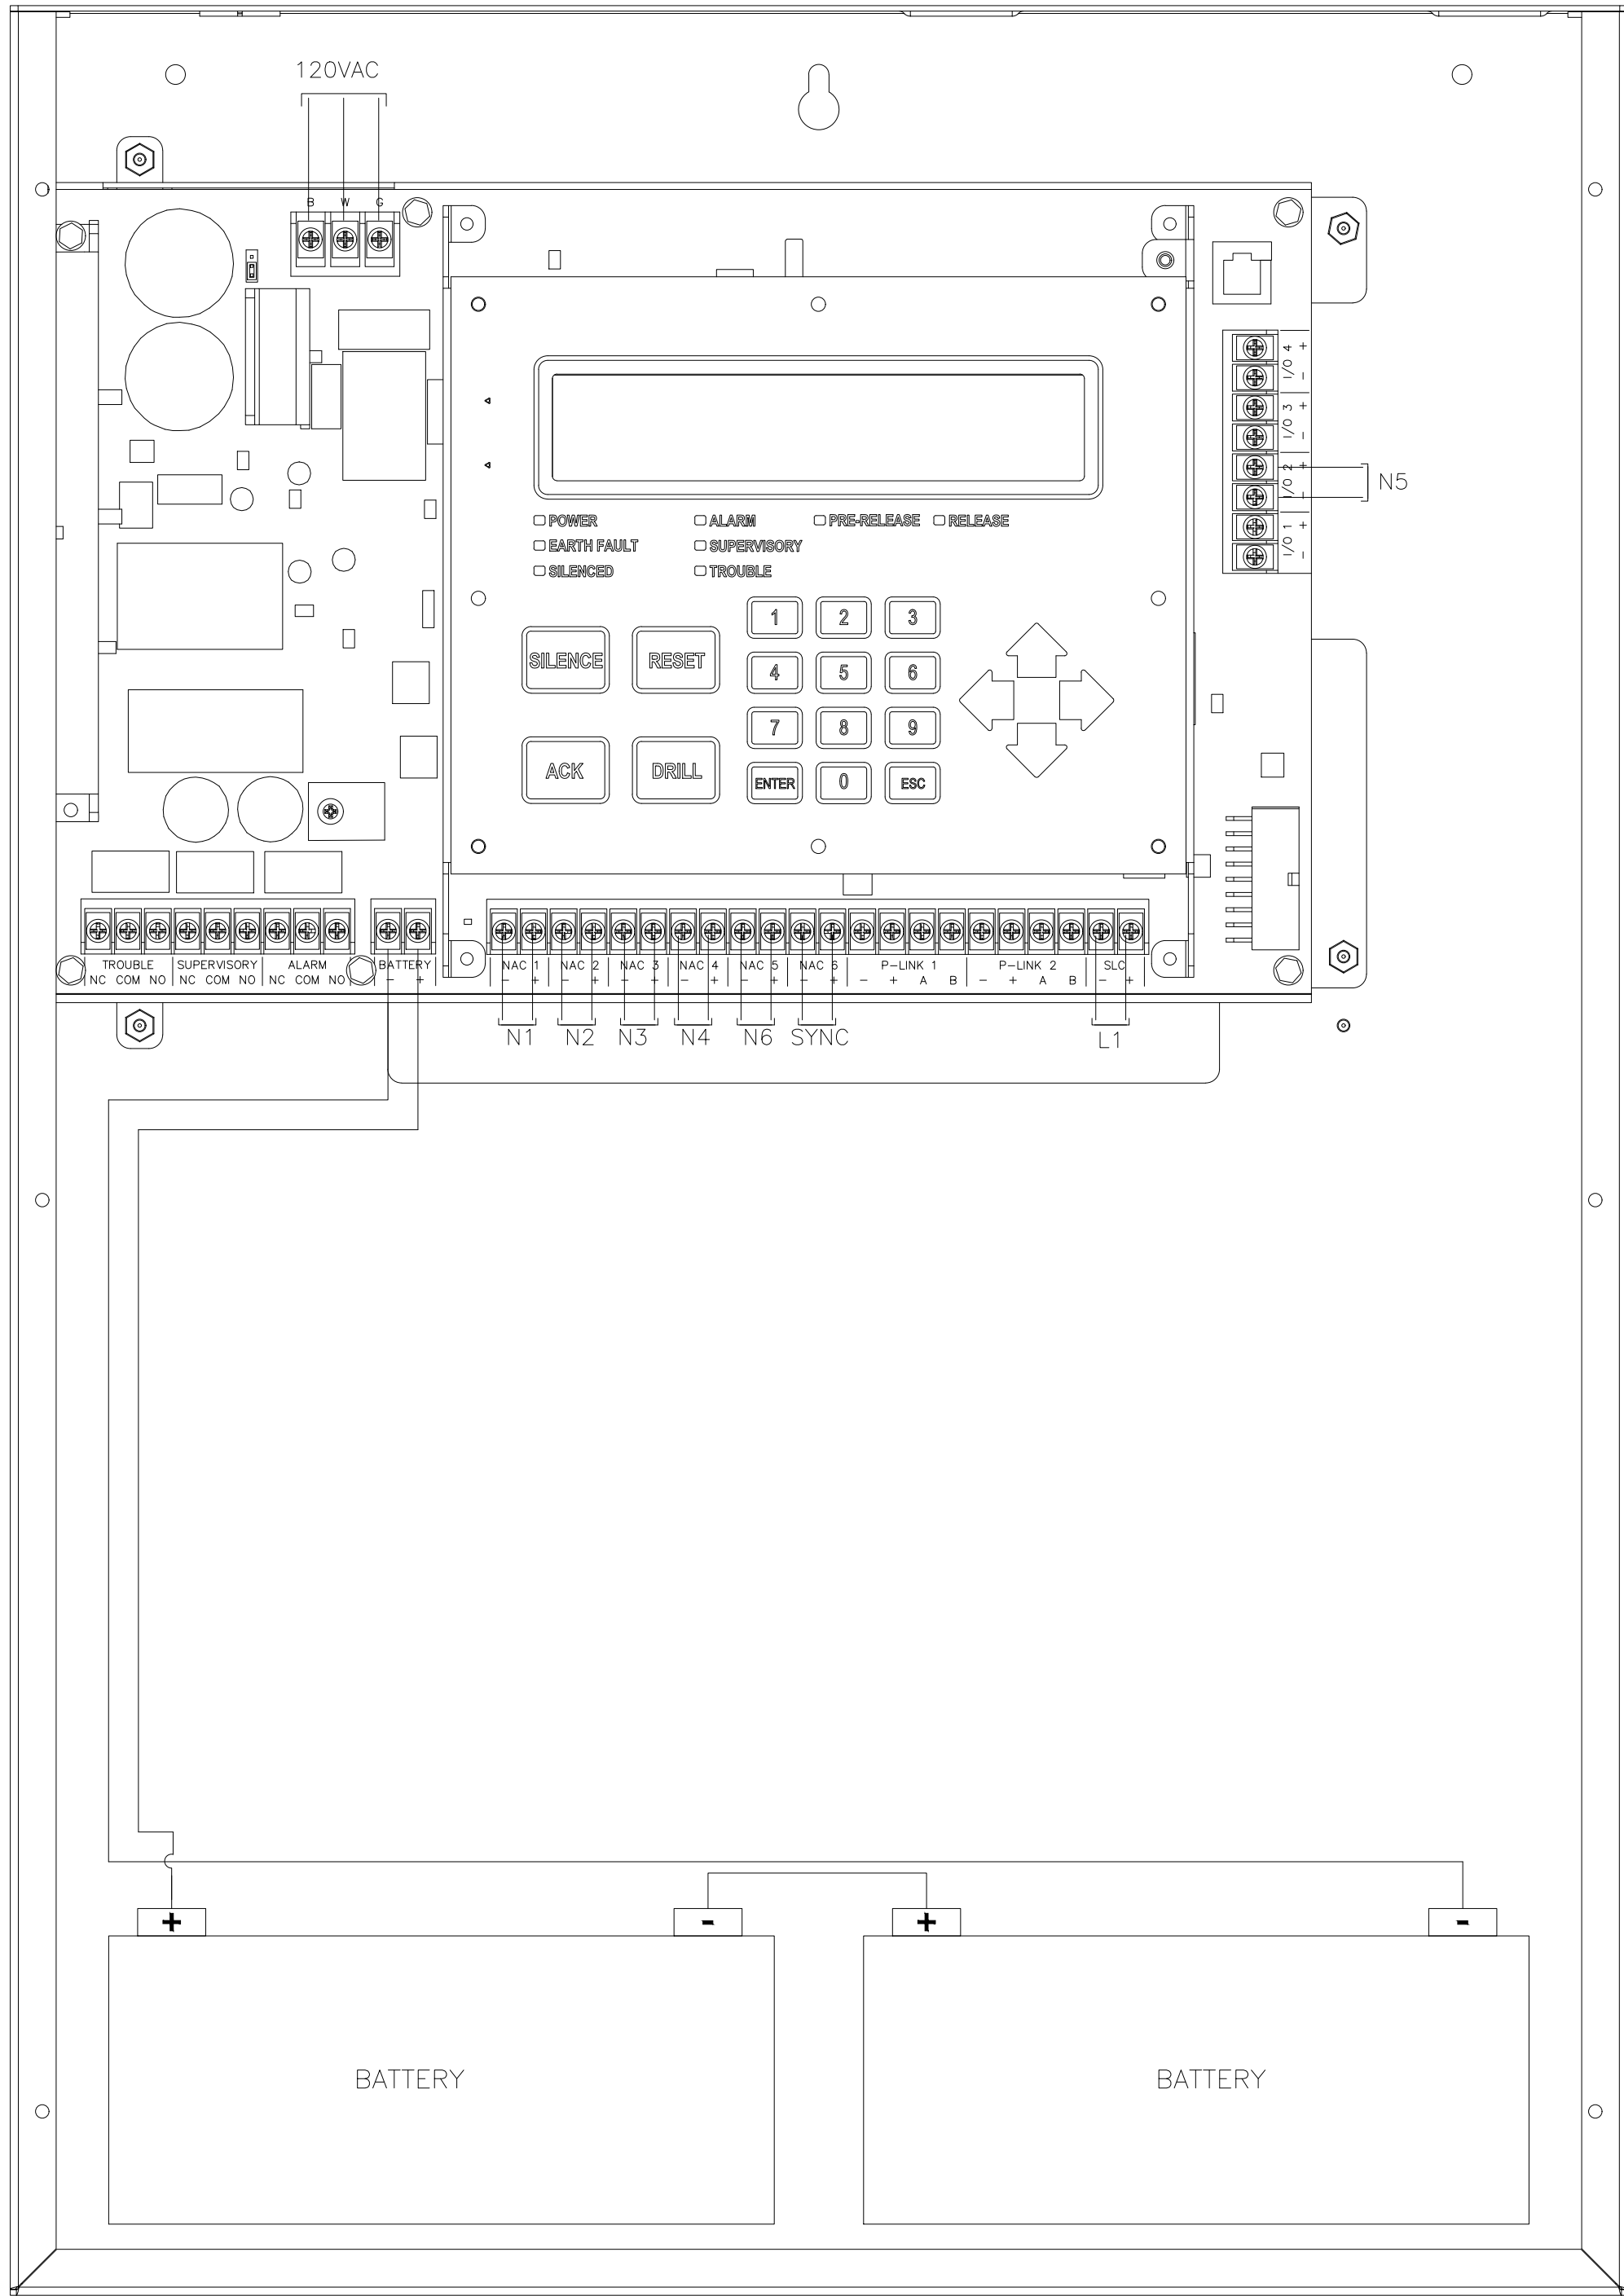 120VAC
B W G
I/O 4 + -
I/O 3 + -
I/O 2 + -
N5
I/O 1 + -
POWER ALARM PRE-RELEASE RELEASE
EARTH FAULT SUPERVISORY
SILENCED TROUBLE
1 2 3
SILENCE RESET
4 5 6
7 8 9
ACK DRILL
ENTER 0 ESC
TROUBLE SUPERVISORY ALARM BATTERY NAC 1 NAC 2 NAC 3 NAC 4 NAC 5 NAC 6 P-LINK 1 P-LINK 2 SLC
NC COM NO NC COM NO NC COM NO - + - + - + - + - + - + - + - + A B - + A B - +
N1 N2 N3 N4 N6 SYNC L1
+ - + -
BATTERY BATTERY